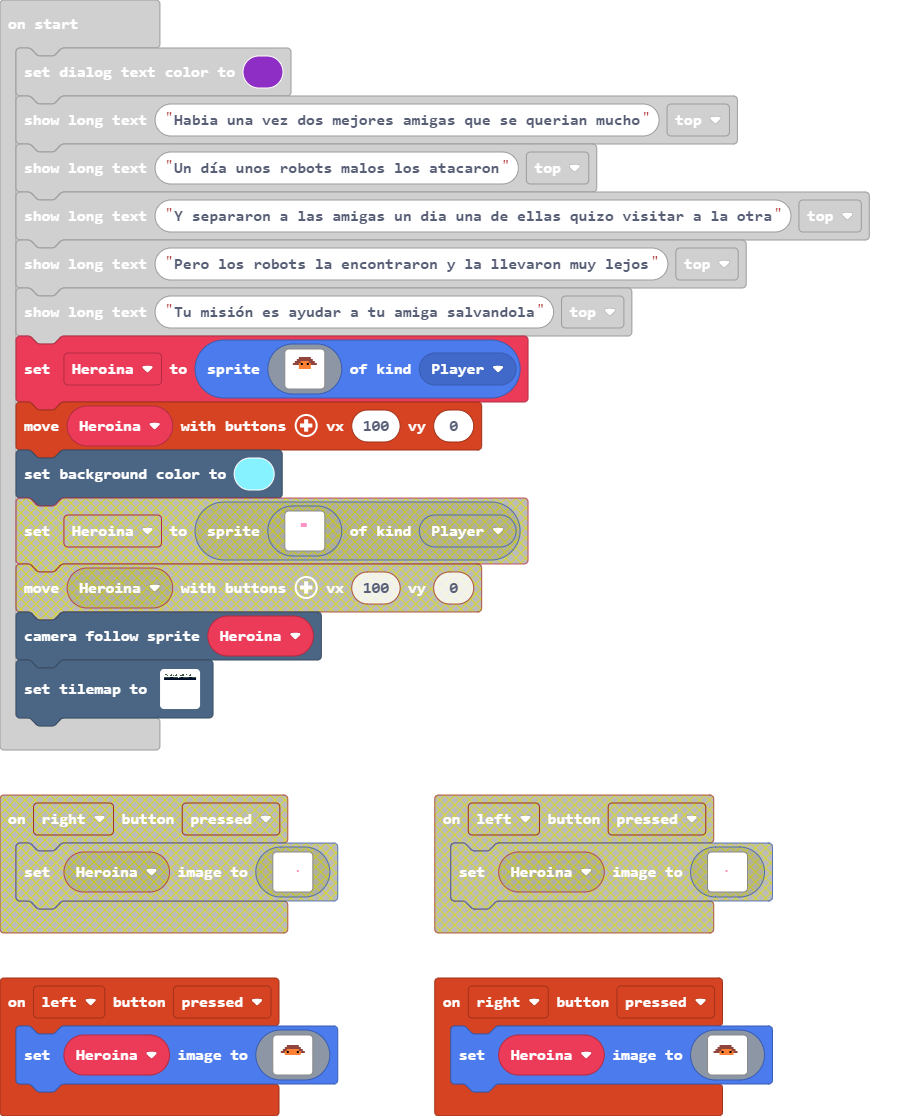 on start
set dialog text color to
show long text "Habia una vez dos mejores amigas que se querian mucho" top
show long text "Un día unos robots malos los atacaron" top
show long text "Y separaron a las amigas un dia una de ellas quizo visitar a la otra" top
show long text "Pero los robots la encontraron y la llevaron muy lejos" top
show long text "Tu misión es ayudar a tu amiga salvandola" top
set Heroina to sprite of kind Player
move Heroina with buttons vx 100 vy 0
set background color to
set Heroina to sprite of kind Player
move Heroina with buttons vx 100 vy 0
camera follow sprite Heroina
set tilemap to
on right button pressed
set Heroina image to
on left button pressed
set Heroina image to
on left button pressed
set Heroina image to
on right button pressed
set Heroina image to